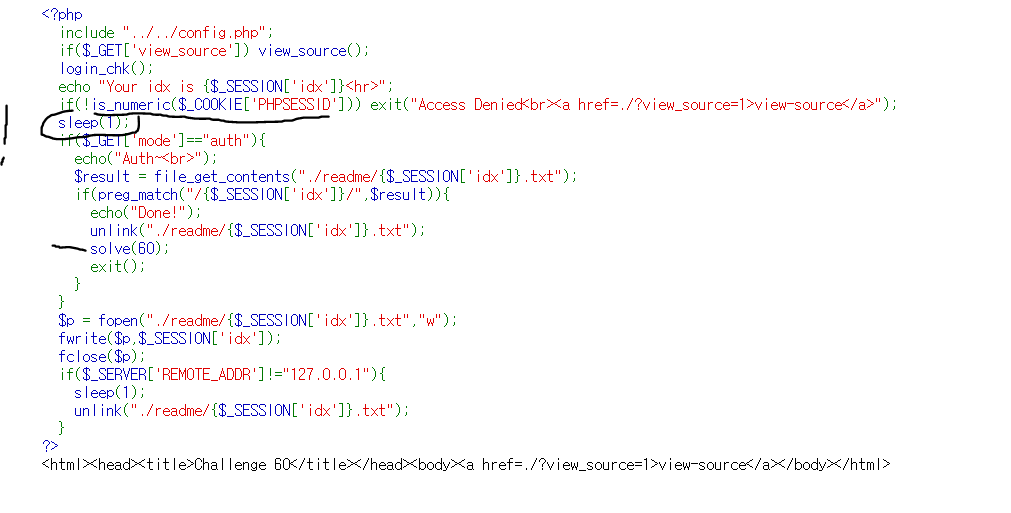 <?php
include "../../config.php";
if($_GET['view_source']) view_source();
login_chk();
echo "Your idx is {$_SESSION['idx']}<hr>";
if(!is_numeric($_COOKIE['PHPSESSID'])) exit("Access Denied<br><a href=./?view_source=1>view-source</a>");
sleep(1);
if($_GET['mode']=="auth"){
echo("Auth~<br>");
$result = file_get_contents("./readme/{$_SESSION['idx']}.txt");
if(preg_match("/{$_SESSION['idx']}/",$result)){
echo("Done!");
unlink("./readme/{$_SESSION['idx']}.txt");
solve(60);
exit();
}
}
$p = fopen("./readme/{$_SESSION['idx']}.txt","w");
fwrite($p,$_SESSION['idx']);
fclose($p);
if($_SERVER['REMOTE_ADDR']!="127.0.0.1"){
sleep(1);
unlink("./readme/{$_SESSION['idx']}.txt");
}
?>
<html><head><title>Challenge 60</title></head><body><a href=./?view_source=1>view-source</a></body></html>